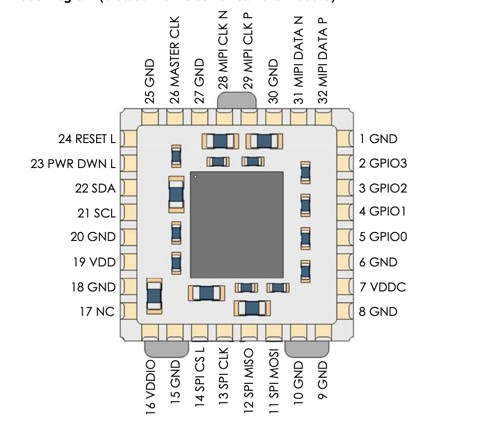 25 GND
26 MASTER CLK
27 GND
28 MIPI CLK N
29 MIPI CLK P
30 GND
31 MIPI DATA N
32 MIPI DATA P
24 RESET L
23 PWR DWN L
22 SDA
21 SCL
20 GND
19 VDD
18 GND
17 NC
1 GND
2 GPIO3
3 GPIO2
4 GPIO1
5 GPIO0
6 GND
7 VDDC
8 GND
16 VDDIO
15 GND
14 SPI CS L
13 SPI CLK
12 SPI MISO
11 SPI MOSI
10 GND
9 GND